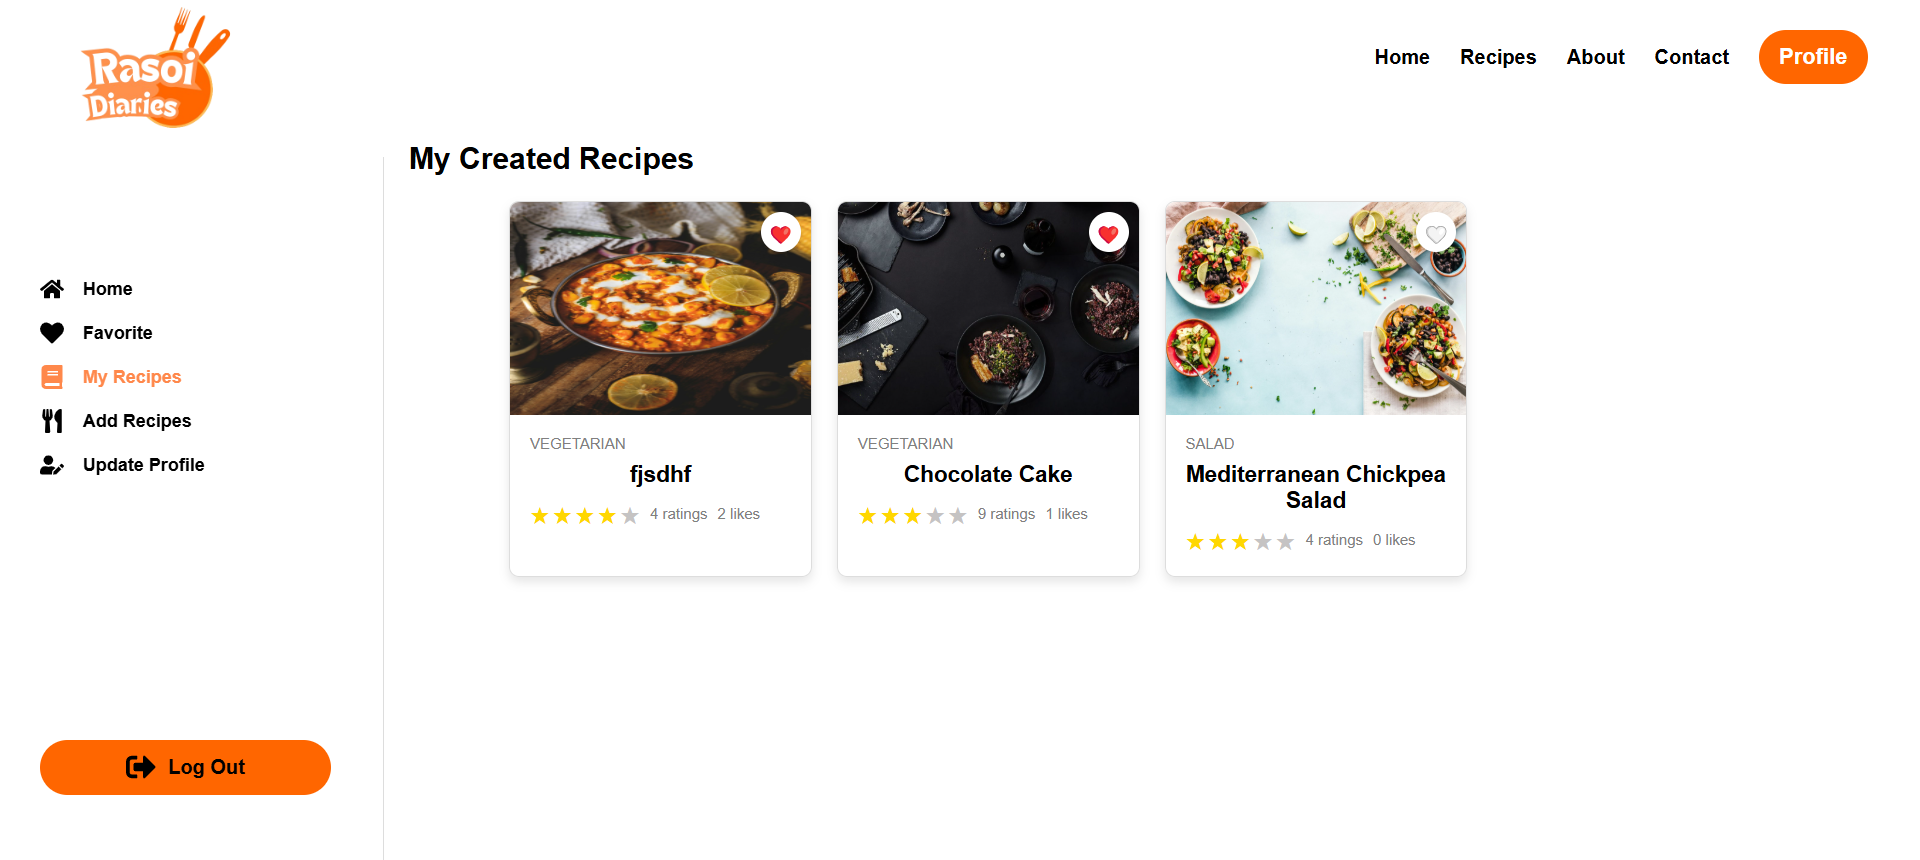 Rasoi
Diaries
Home Recipes About Contact Profile
My Created Recipes
Home
Favorite
My Recipes
Add Recipes
Update Profile
Log Out
VEGETARIAN
fjsdhf
4 ratings 2 likes
VEGETARIAN
Chocolate Cake
9 ratings 1 likes
SALAD
Mediterranean Chickpea
Salad
4 ratings 0 likes